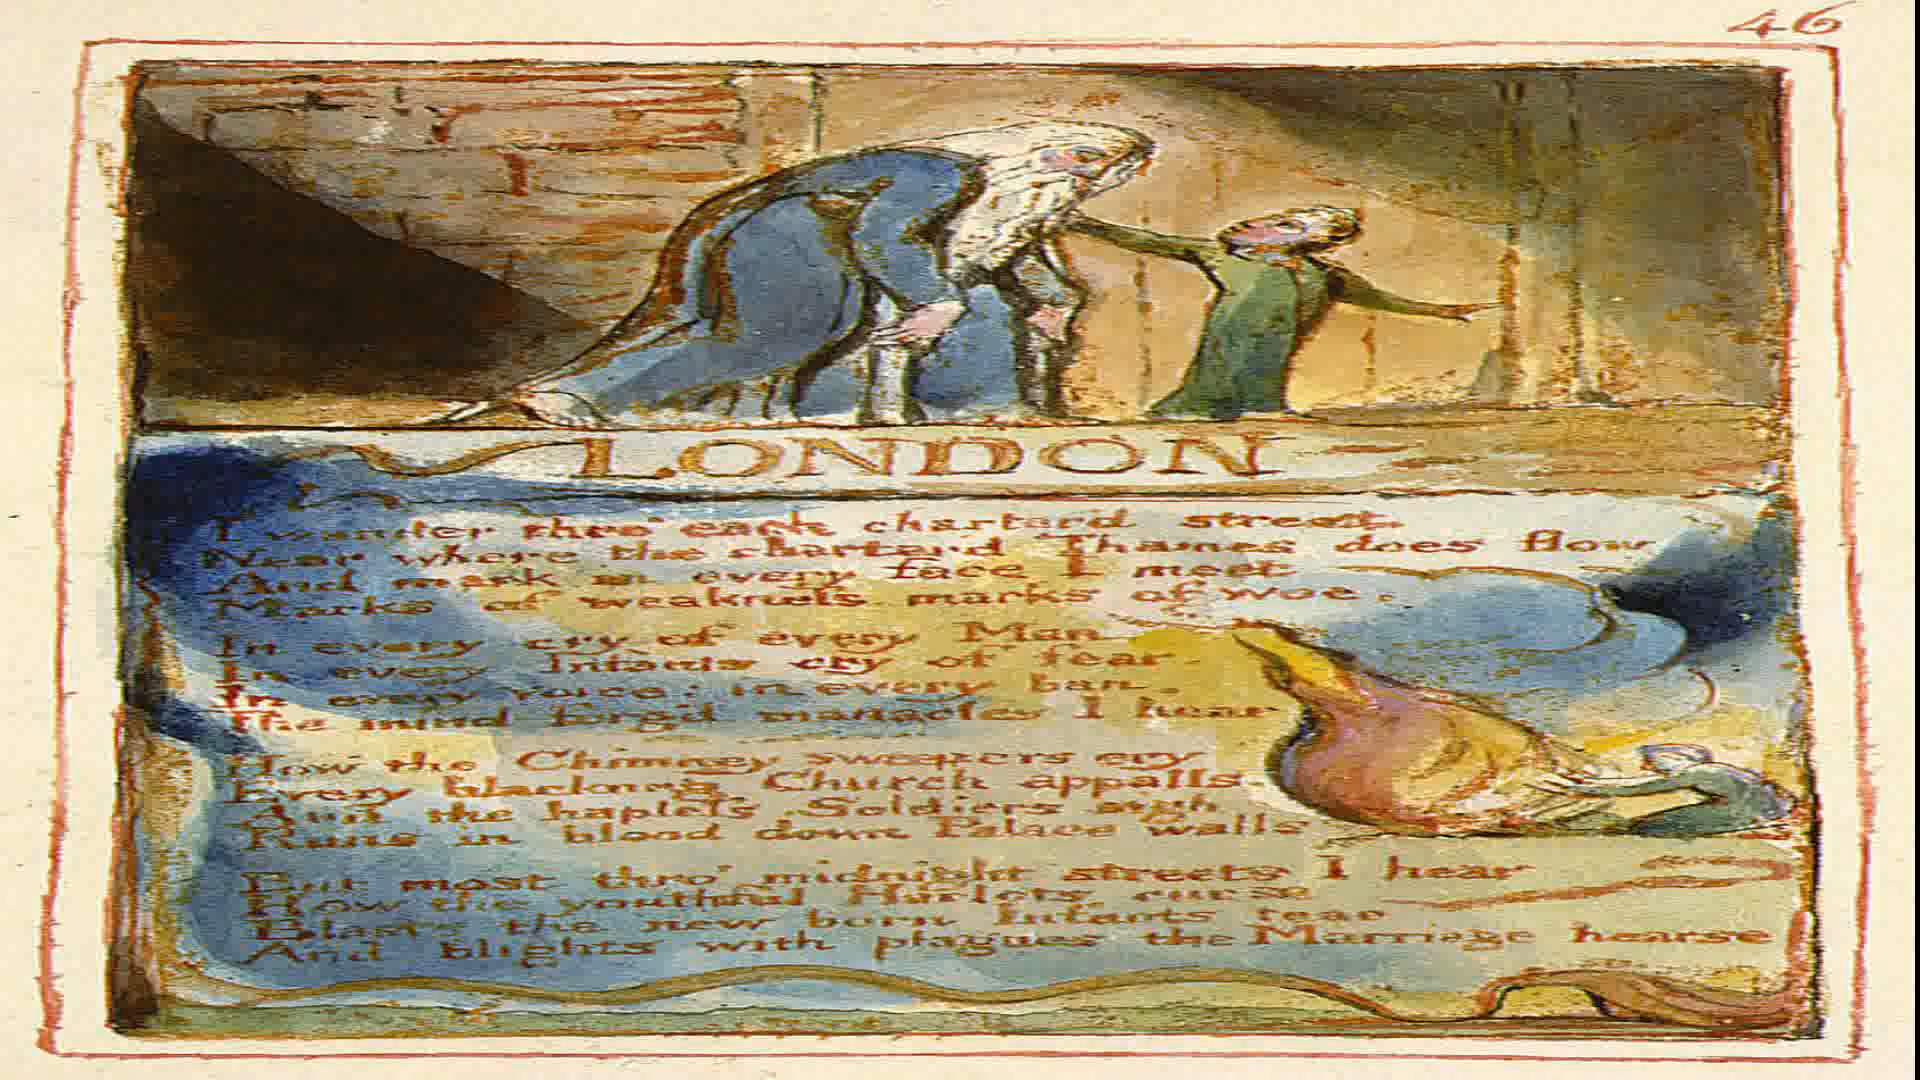 46
LONDON
I wander thro' each charter'd street,
Near where the charter'd Thames does flow
And mark in every face I meet
Marks of weakness marks of woe.
In every cry of every Man
In every Infants cry of fear
In every voice; in every ban.
The mind forg'd manacles I hear
How the Chimney sweepers cry
Every blackning Church appalls
And the hapless Soldiers sigh
Runs in blood down Palace walls
But most thro' midnight streets I hear
How the youthful Harlots curse
Blasts the new born Infants tear
And blights with plagues the Marriage hearse